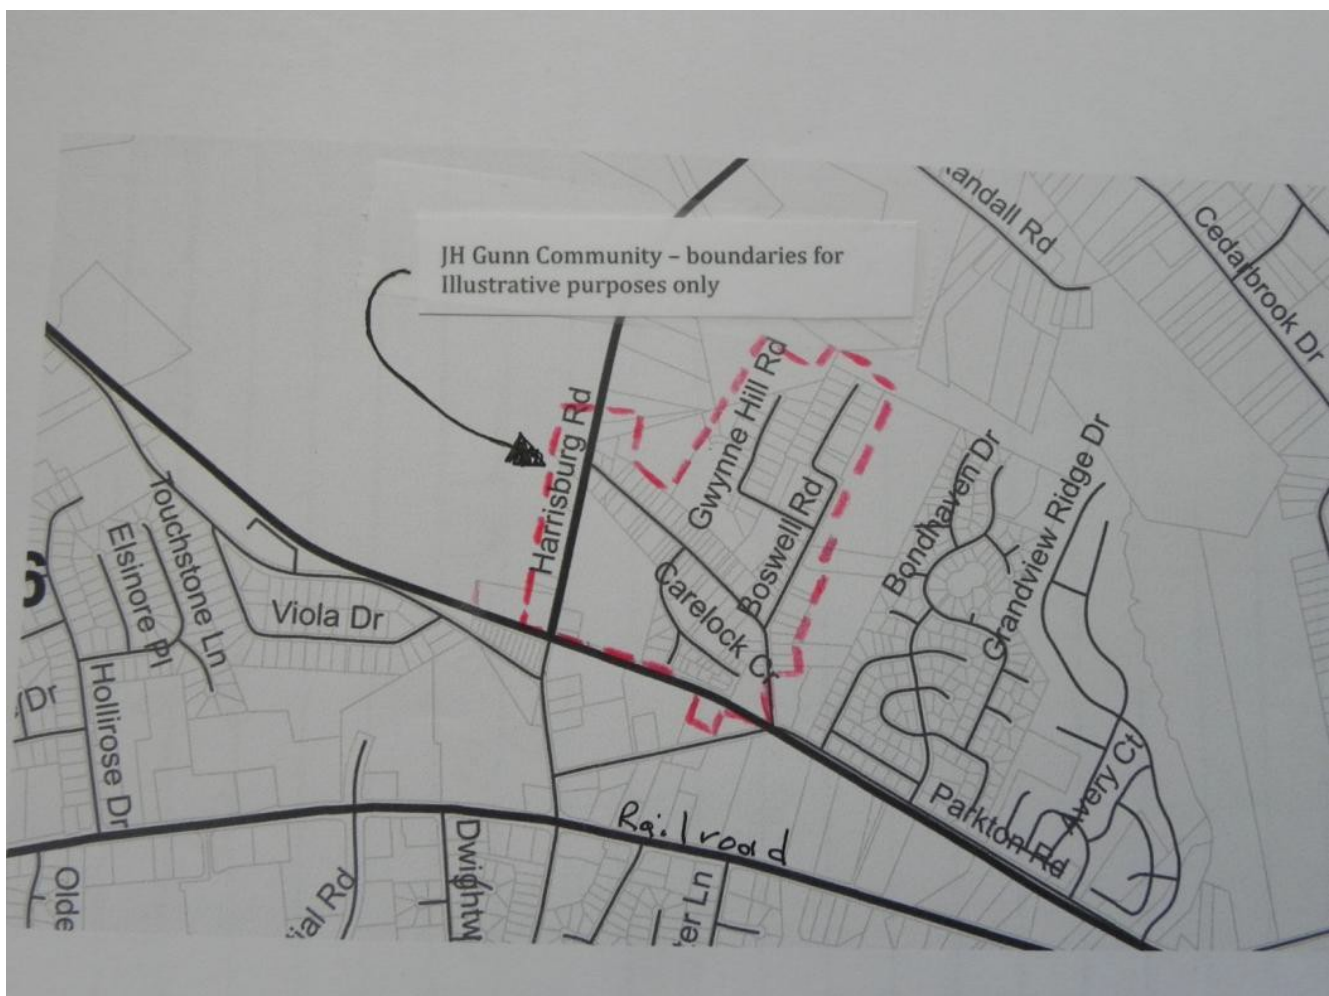 JH Gunn Community – boundaries for
Illustrative purposes only
Randall Rd
Cedarbrook Dr
Harrisburg Rd
Gwynne Hill Rd
Boswell Rd
Carelock Cr
Bondhaven Dr
Grandview Ridge Dr
Touchstone Ln
Elsinore Pl
Viola Dr
S
Dr
Hollirose Dr
Avery Ct
Parkton Rd
Railroad
Olde
ial Rd
Dwightw
ter Ln